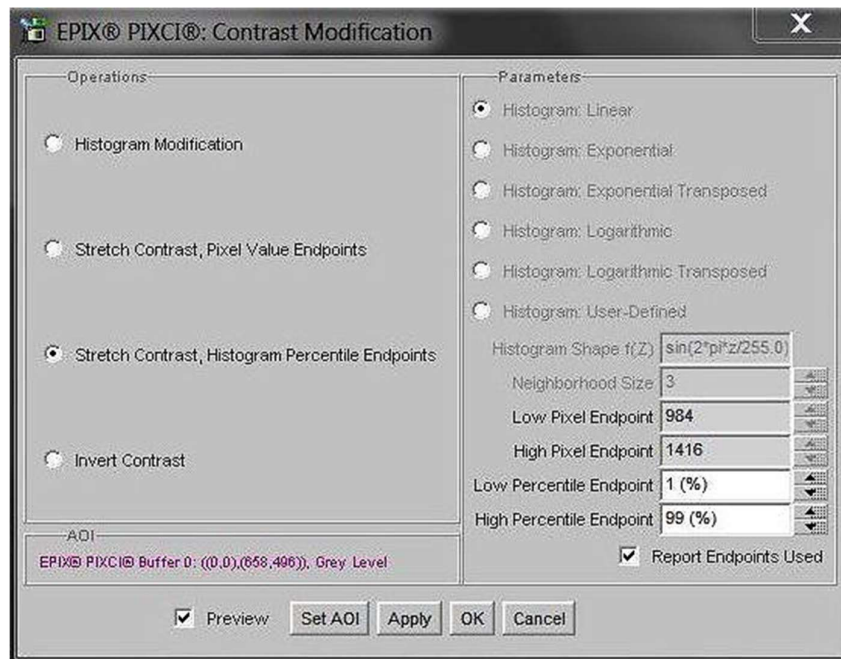 EPIX® PIXCI®: Contrast Modification
X
Operations
Histogram Modification
Stretch Contrast, Pixel Value Endpoints
Stretch Contrast, Histogram Percentile Endpoints
Invert Contrast
AOI
EPIX® PIXCI® Buffer 0: ((0,0),(658,496)), Grey Level
Parameters
Histogram: Linear
Histogram: Exponential
Histogram: Exponential Transposed
Histogram: Logarithmic
Histogram: Logarithmic Transposed
Histogram: User-Defined
Histogram Shape f(Z) sin(2*pi*z/255.0)
Neighborhood Size 3
Low Pixel Endpoint 984
High Pixel Endpoint 1416
Low Percentile Endpoint 1 (%)
High Percentile Endpoint 99 (%)
Report Endpoints Used
Preview Set AOI Apply OK Cancel